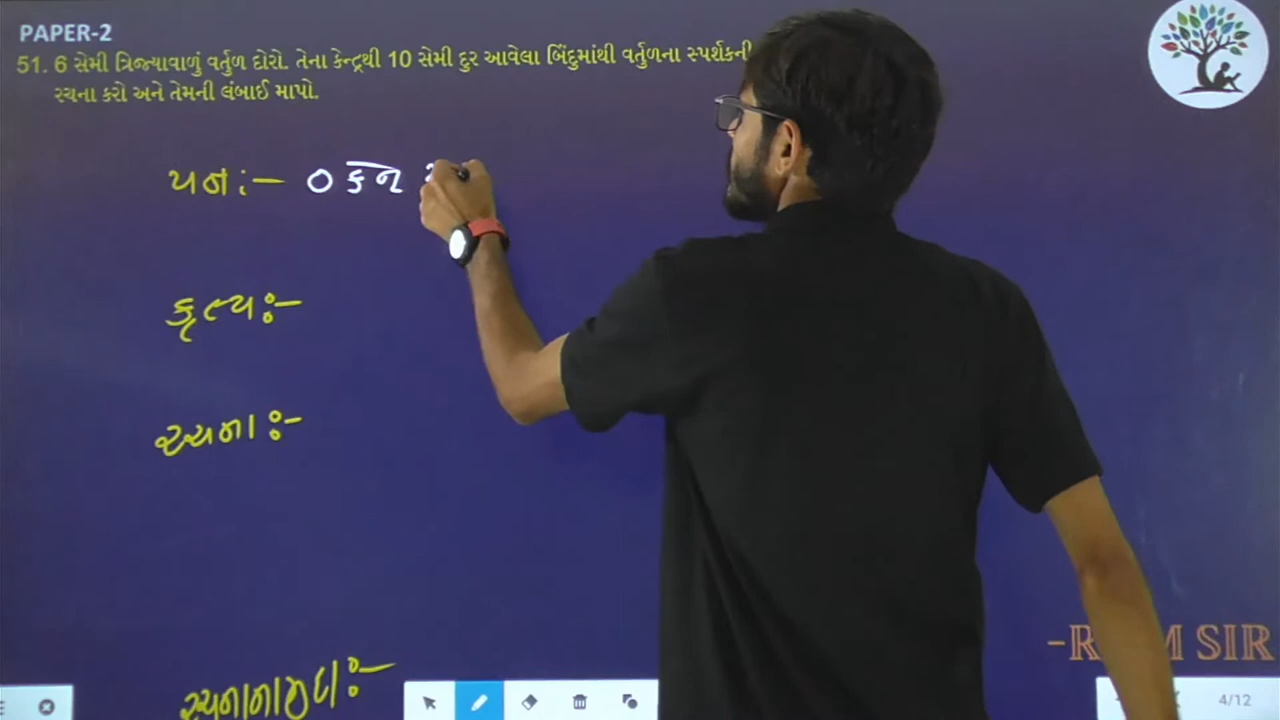 PAPER-2
51. 6 સેમી ત્રિજ્યાવાળું વર્તુળ દોરો. તેના કેન્દ્રથી 10 સેમી દુર આવેલા બિંદુમાંથી વર્તુળના સ્પર્શકની
રચના કરો અને તેમની લંબાઈ માપો.
પક્ષ:-
કૃત્ય:-
રચના:-
SIR
4/12